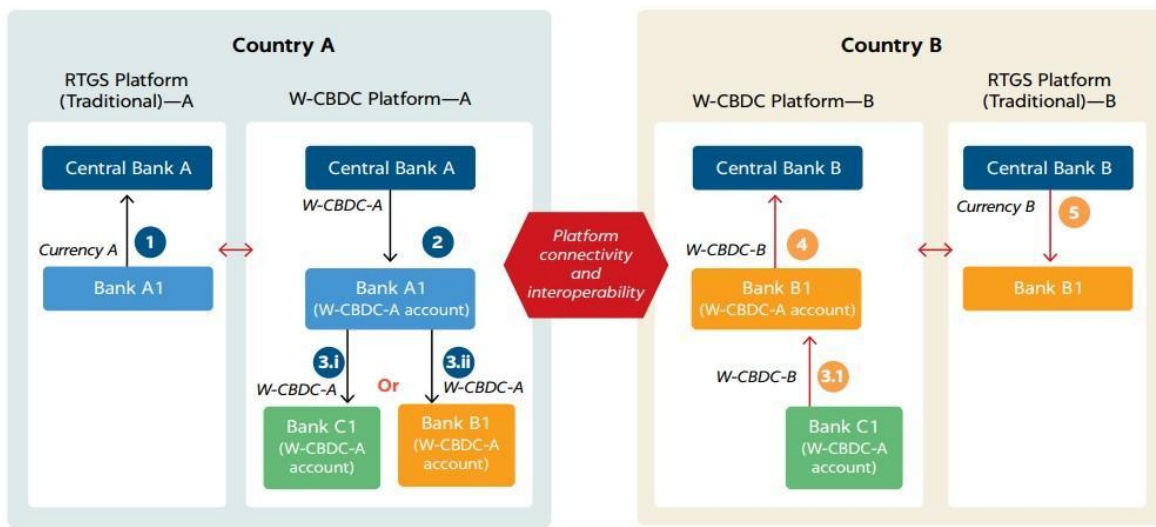 Country A
RTGS Platform
(Traditional)—A
W-CBDC Platform—A
Central Bank A
Currency A
1
Bank A1
Central Bank A
W-CBDC-A
2
Bank A1
(W-CBDC-A account)
3.i
W-CBDC-A
Or
3.ii
W-CBDC-A
Bank C1
(W-CBDC-A
account)
Bank B1
(W-CBDC-A
account)
Platform
connectivity
and
interoperability
Country B
W-CBDC Platform—B
RTGS Platform
(Traditional)—B
Central Bank B
W-CBDC-B
4
Bank B1
(W-CBDC-A account)
W-CBDC-B
3.1
Bank C1
(W-CBDC-A
account)
Central Bank B
Currency B
5
Bank B1